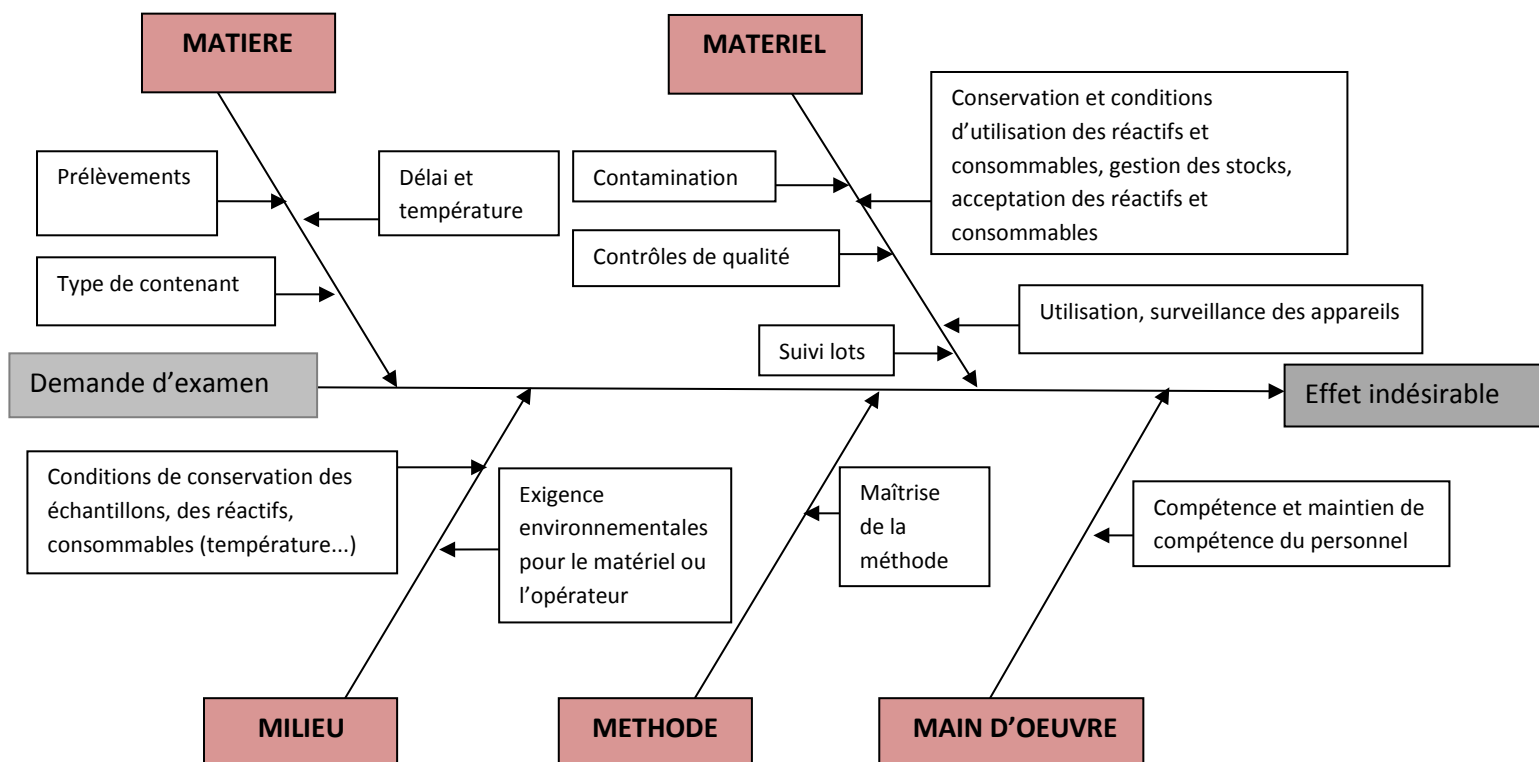 MATIERE
MATERIEL
Prélèvements
Délai et
température
Contamination
Conservation et conditions
d’utilisation des réactifs et
consommables, gestion des stocks,
acceptation des réactifs et
consommables
Type de contenant
Contrôles de qualité
Utilisation, surveillance des appareils
Suivi lots
Demande d’examen
Effet indésirable
Conditions de conservation des
échantillons, des réactifs,
consommables (température...)
Exigence
environnementales
pour le matériel ou
l’opérateur
Maîtrise
de la
méthode
Compétence et maintien de
compétence du personnel
MILIEU
METHODE
MAIN D’OEUVRE